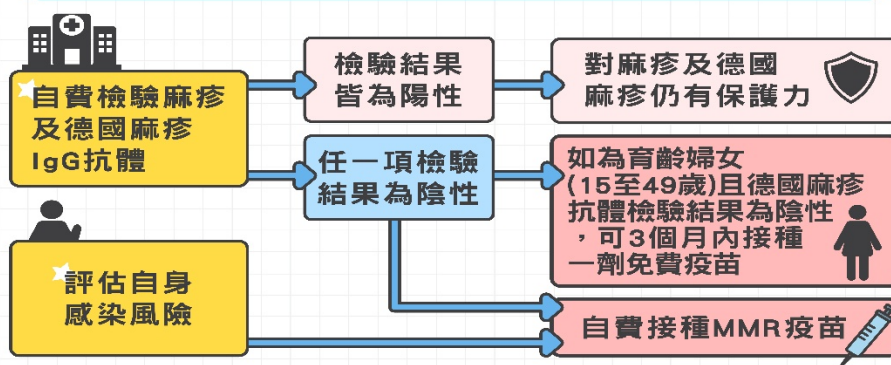 自費檢驗麻疹
及德國麻疹
IgG抗體
檢驗結果
皆為陽性
對麻疹及德國
麻疹仍有保護力
任一項檢驗
結果為陰性
如為育齡婦女
(15至49歲)且德國麻疹
抗體檢驗結果為陰性
，可3個月內接種
一劑免費疫苗
評估自身
感染風險
自費接種MMR疫苗